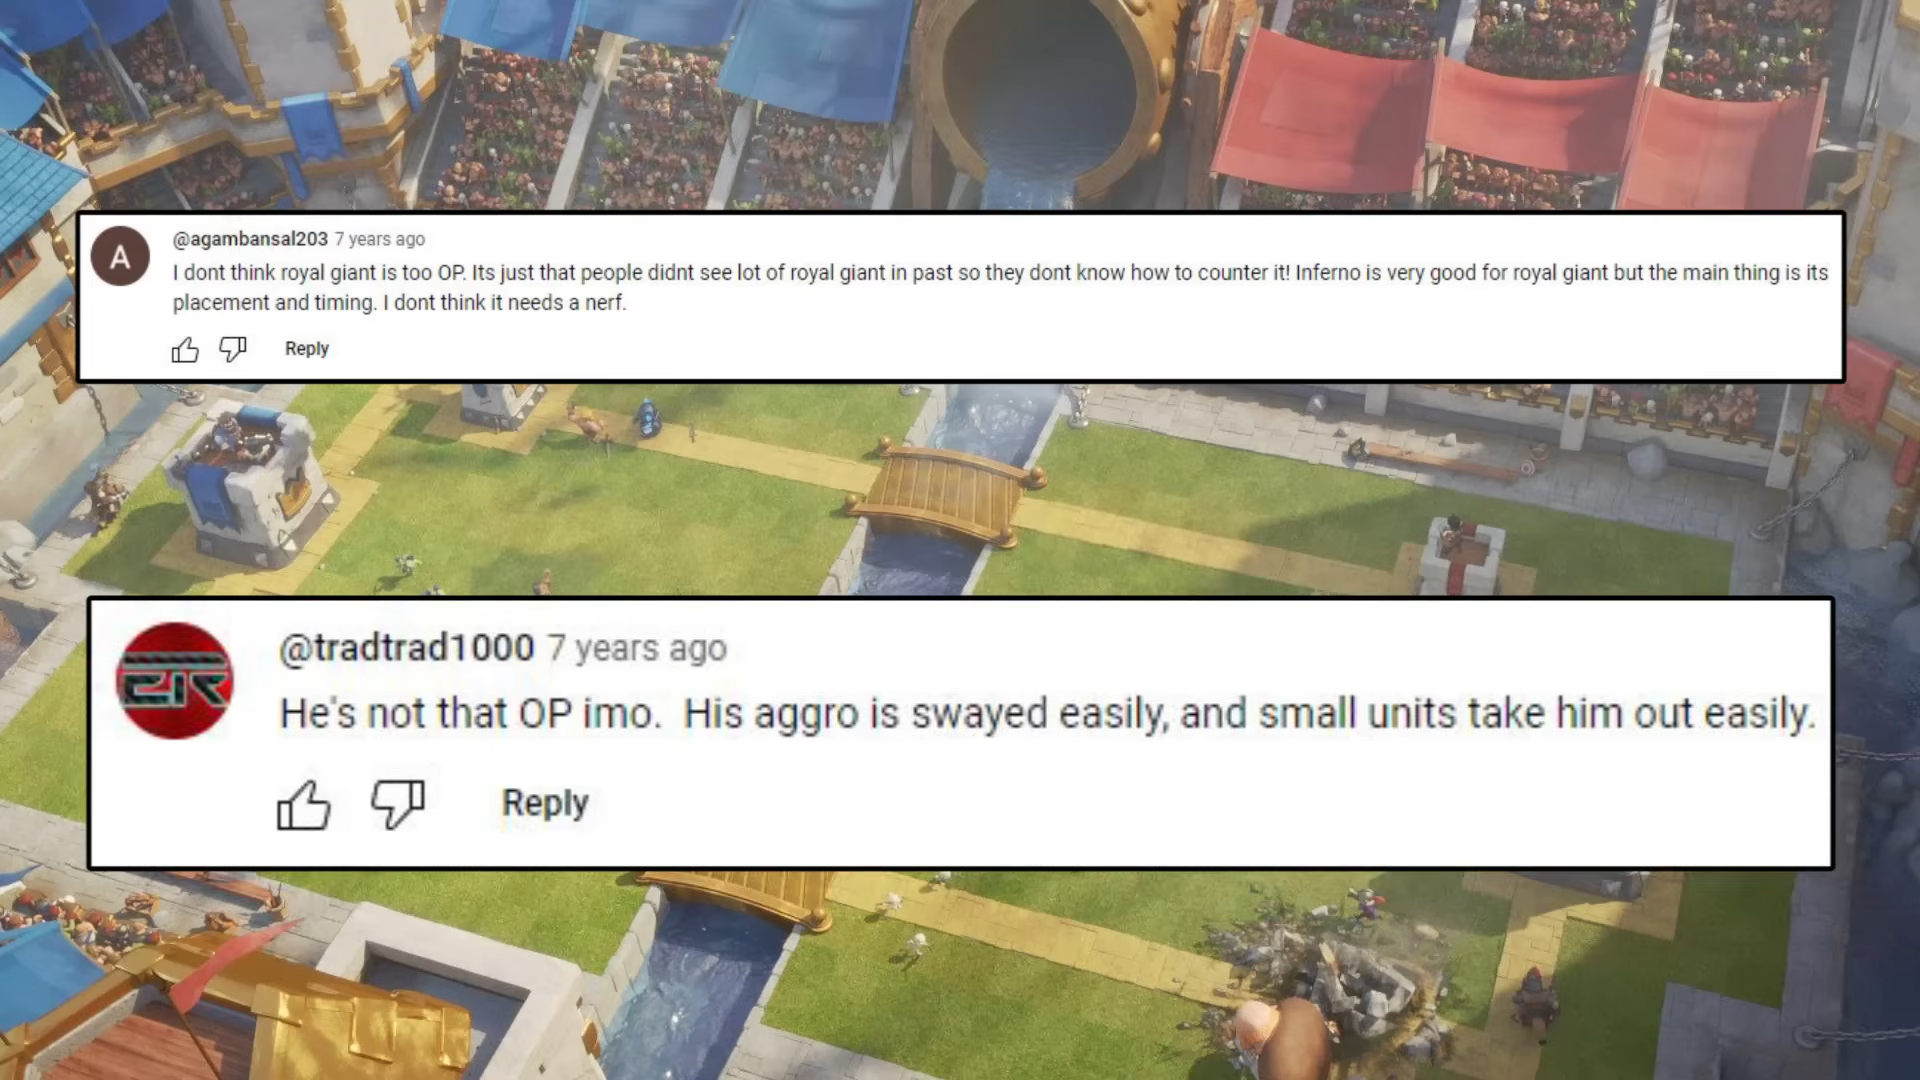 A
@agambansal203 7 years ago
I dont think royal giant is too OP. Its just that people didnt see lot of royal giant in past so they dont know how to counter it! Inferno is very good for royal giant but the main thing is its
placement and timing. I dont think it needs a nerf.
Reply
@tradtrad1000 7 years ago
He's not that OP imo.  His aggro is swayed easily, and small units take him out easily.
Reply